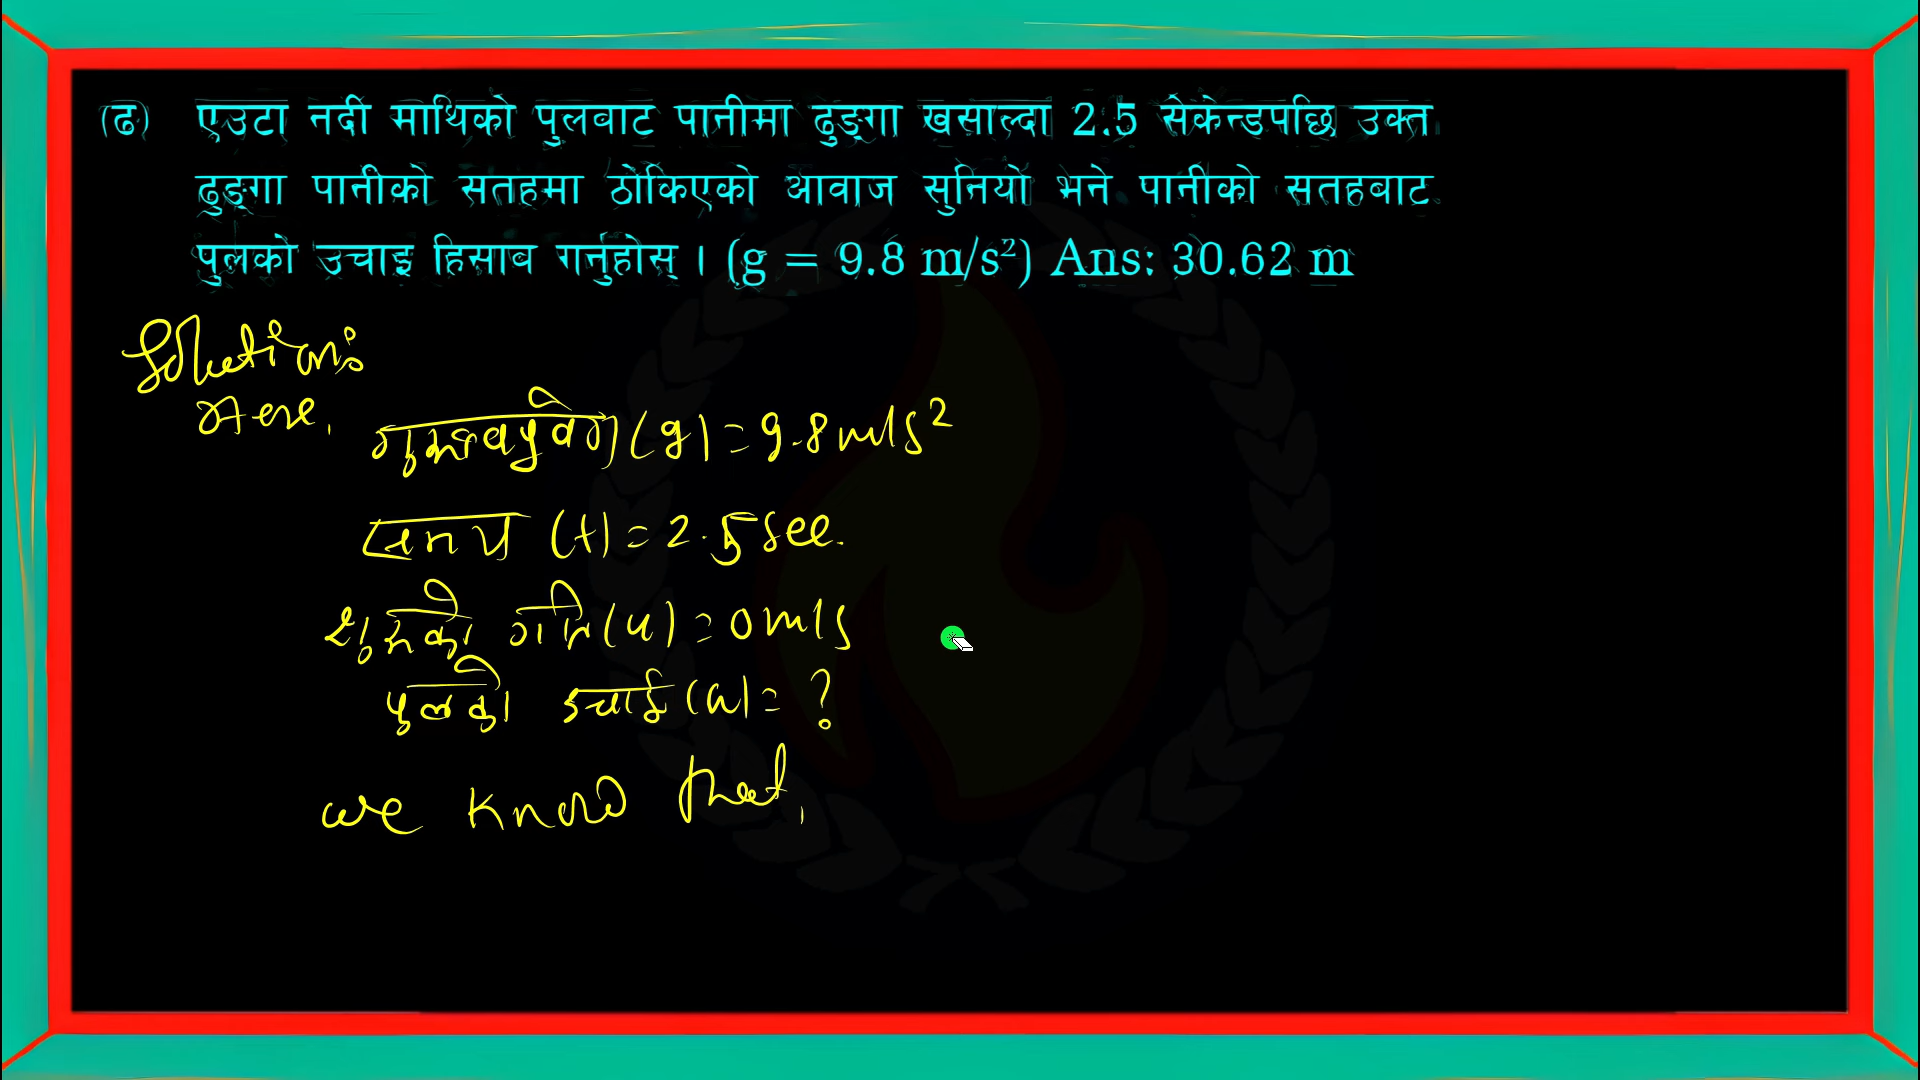 (ढ) एउटा नदी माथिको पुलबाट पानीमा ढुङ्गा खसाल्दा 2.5 सेकेन्डपछि उक्त
ढुङ्गा पानीको सतहमा ठोकिएको आवाज सुनियो भने पानीको सतहबाट
पुलको उचाइ हिसाब गर्नुहोस् । (g = 9.8 m/s²) Ans: 30.62 m
Solution:
Here,
गुरुत्वप्रवेग (g) = 9.8 m/s²
समय (t) = 2.5 sec.
शुरुको गति (u) = 0 m/s
पुलको उचाई (h) = ?
we know that,